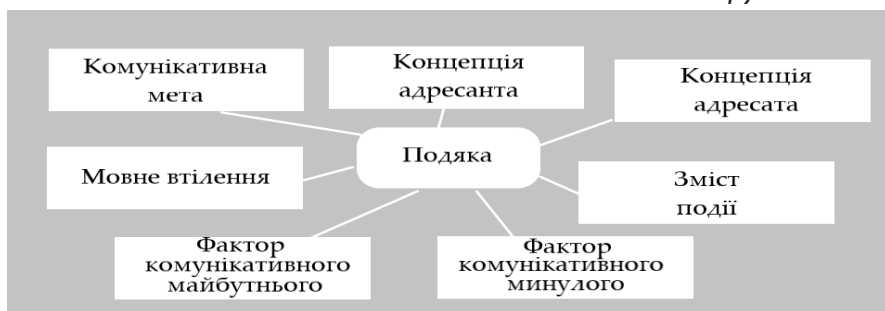 Комунікативна
мета
Концепція
адресанта
Концепція
адресата
Подяка
Мовне втілення
Зміст
події
Фактор
комунікативного
майбутнього
Фактор
комунікативного
минулого